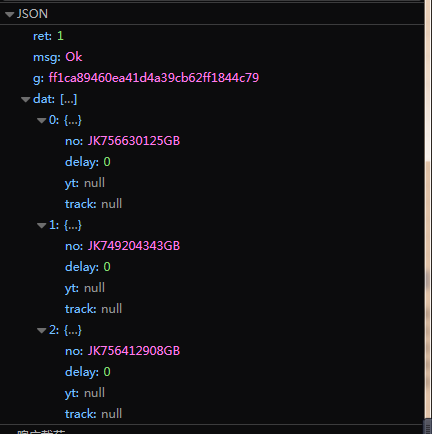 JSON
ret: 1
msg: Ok
g: ff1ca89460ea41d4a39cb62ff1844c79
dat: [...]
0: {...}
no: JK756630125GB
delay: 0
yt: null
track: null
1: {...}
no: JK749204343GB
delay: 0
yt: null
track: null
2: {...}
no: JK756412908GB
delay: 0
yt: null
track: null